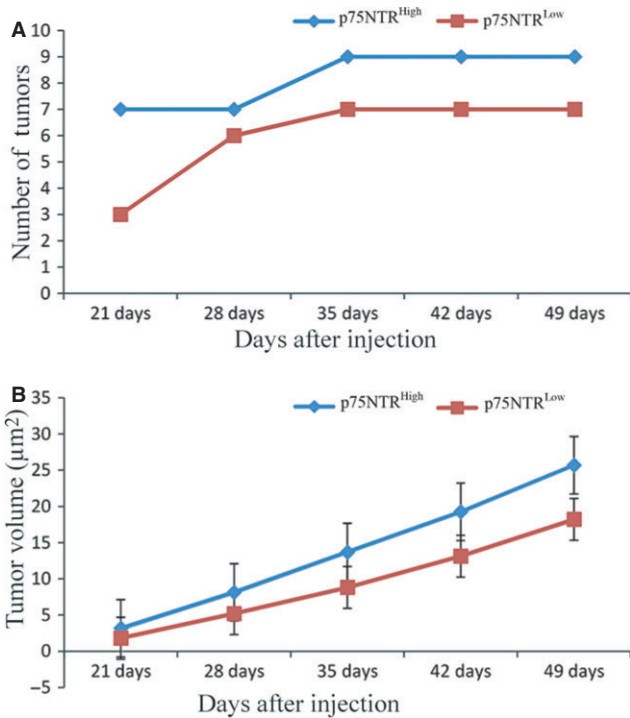 A
p75NTR^High p75NTR^Low
Number of tumors
10
9
8
7
6
5
4
3
2
1
0
21 days 28 days 35 days 42 days 49 days
Days after injection
B
p75NTR^High p75NTR^Low
Tumor volume (µm²)
35
30
25
20
15
10
5
0
–5
21 days 28 days 35 days 42 days 49 days
Days after injection